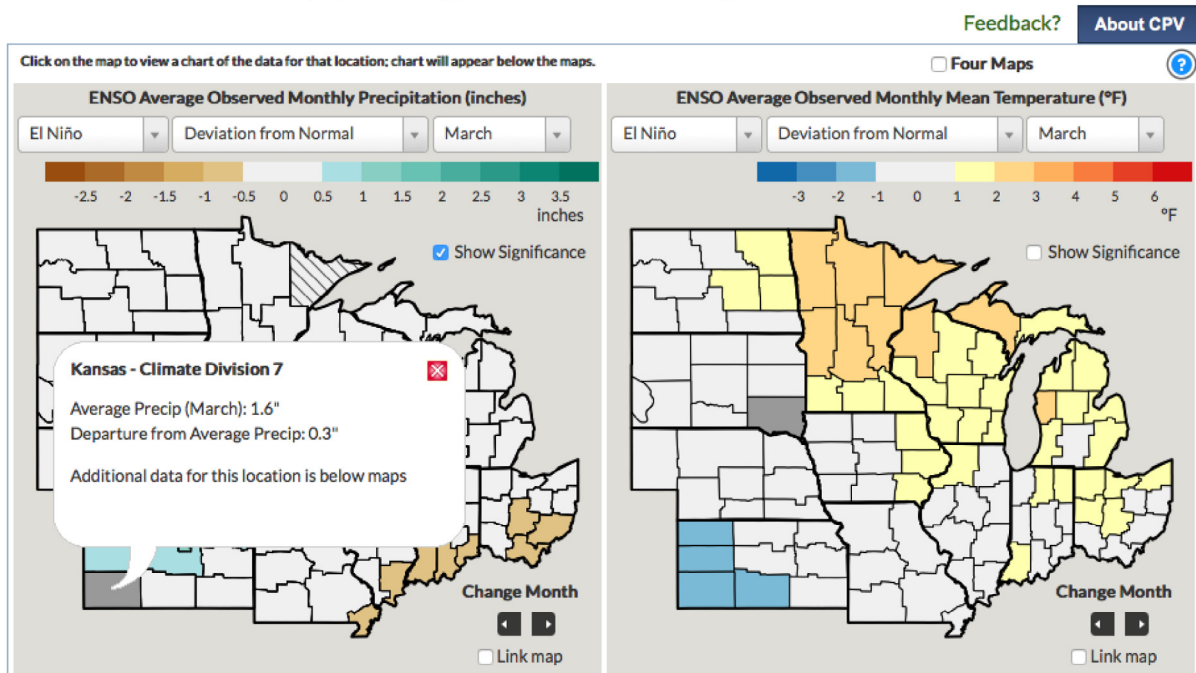 Feedback?
About CPV
Click on the map to view a chart of the data for that location; chart will appear below the maps.
Four Maps
?
ENSO Average Observed Monthly Precipitation (inches)
El Niño
Deviation from Normal
March
-2.5 -2 -1.5 -1 -0.5 0 0.5 1 1.5 2 2.5 3 3.5
inches
Show Significance
Kansas - Climate Division 7
Average Precip (March): 1.6"
Departure from Average Precip: 0.3"
Additional data for this location is below maps
Change Month
Link map
ENSO Average Observed Monthly Mean Temperature (°F)
El Niño
Deviation from Normal
March
-3 -2 -1 0 1 2 3 4 5 6
°F
Show Significance
Change Month
Link map